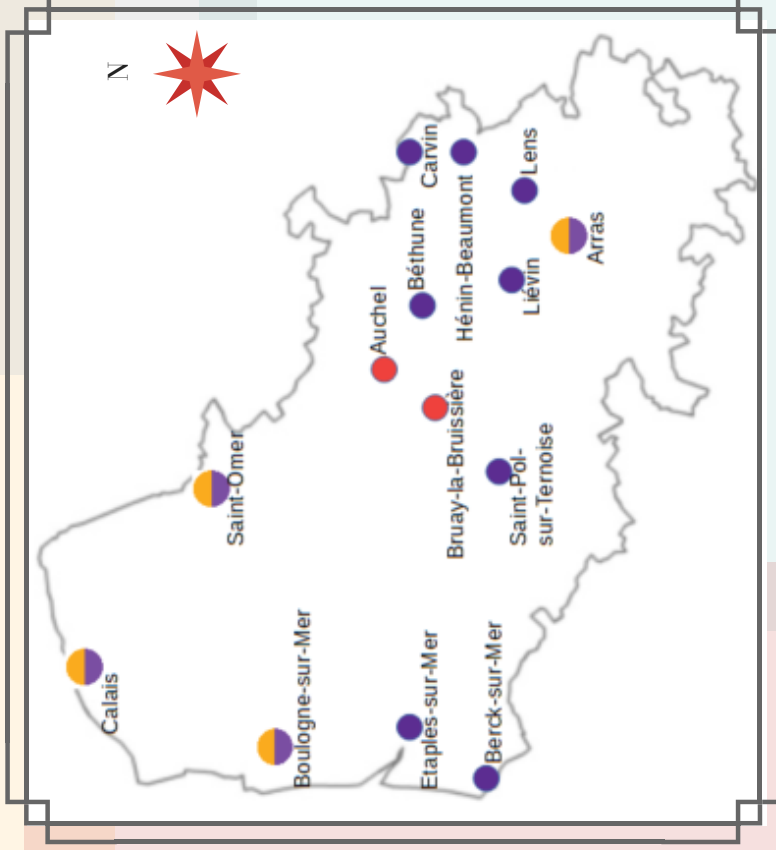 N
Calais
Saint-Omer
Boulogne-sur-Mer
Auchel
Béthune
Carvin
Bruay-la-Bruissière
Hénin-Beaumont
Etaples-sur-Mer
Lens
Liévin
Saint-Pol-
sur-Ternoise
Berck-sur-Mer
Arras